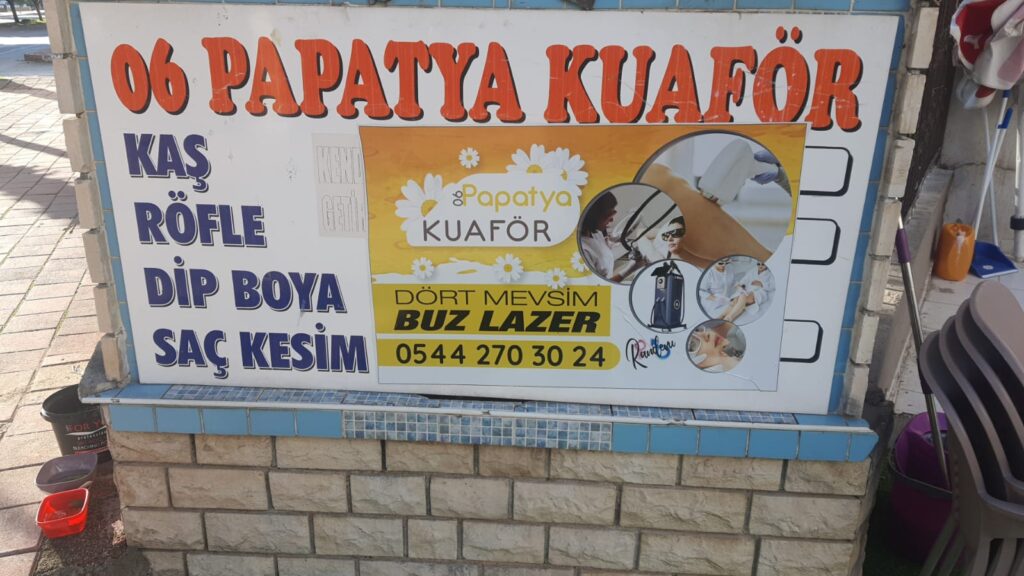 06 PAPATYA KUAFÖR
KAŞ
RÖFLE
DİP BOYA
SAÇ KESİM
06 Papatya
KUAFÖR
DÖRT MEVSİM
BUZ LAZER
0544 270 30 24
Randevu